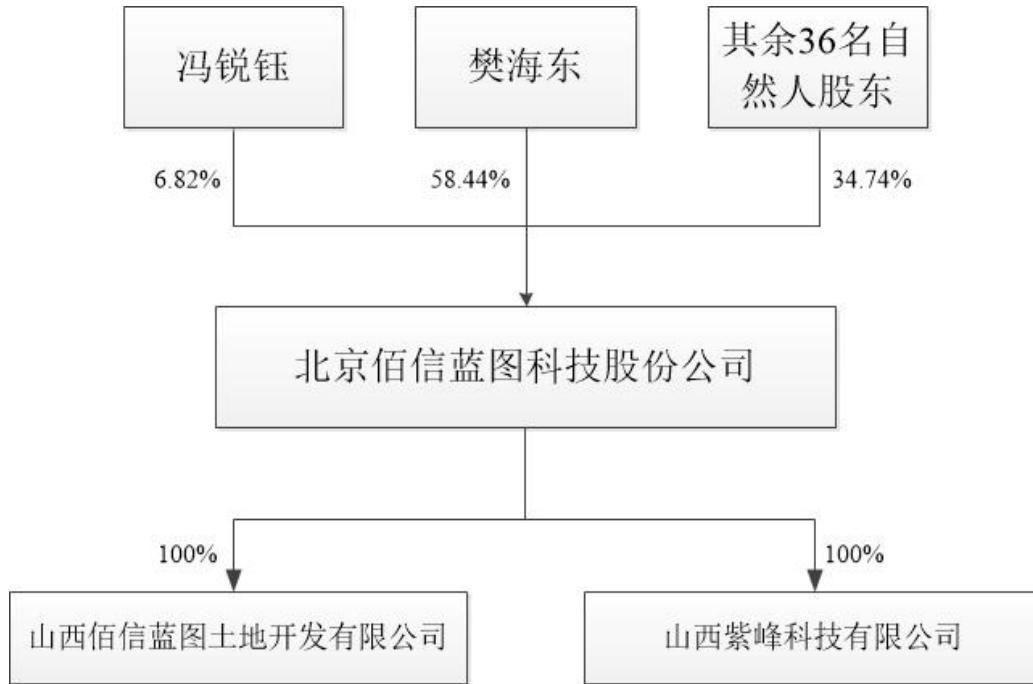 冯锐钰
樊海东
其余36名自
然人股东
6.82%
58.44%
34.74%
北京佰信蓝图科技股份公司
100%
100%
山西佰信蓝图土地开发有限公司
山西紫峰科技有限公司